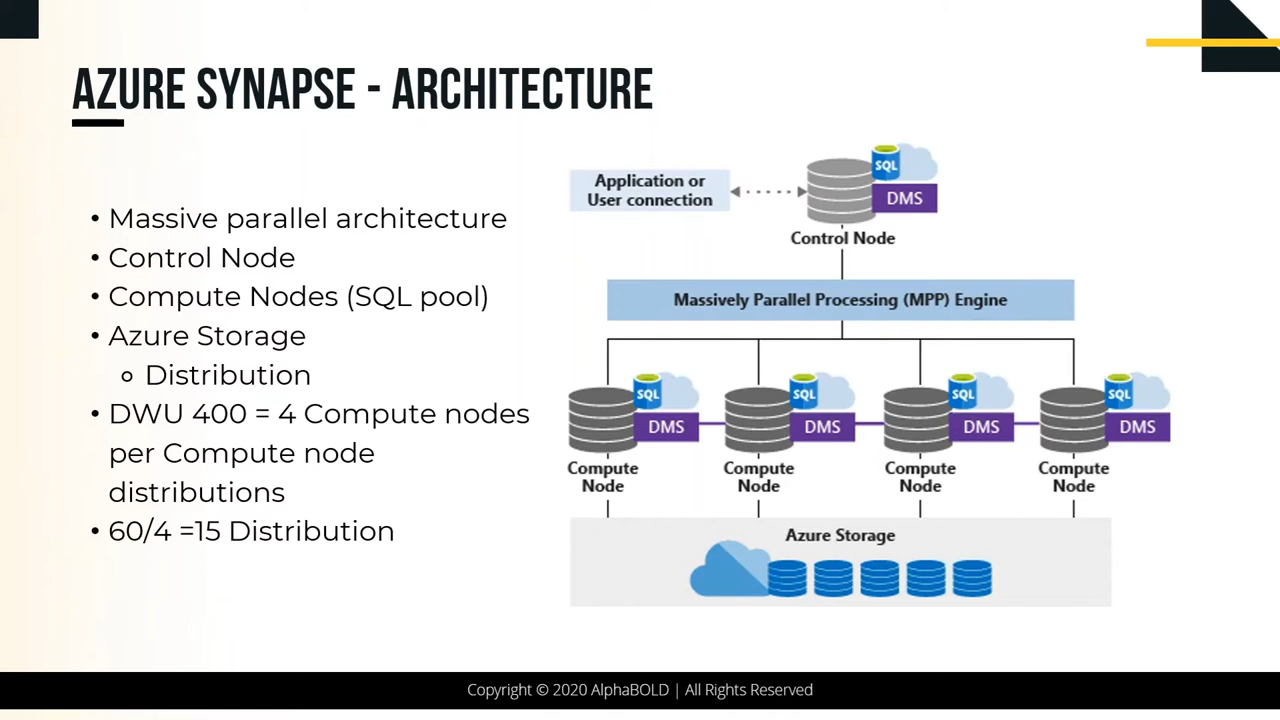 AZURE SYNAPSE - ARCHITECTURE
• Massive parallel architecture
• Control Node
• Compute Nodes (SQL pool)
• Azure Storage
○ Distribution
• DWU 400 = 4 Compute nodes
per Compute node
distributions
• 60/4 =15 Distribution
Application or
User connection
SQL
DMS
Control Node
Massively Parallel Processing (MPP) Engine
SQL
DMS
Compute
Node
SQL
DMS
Compute
Node
SQL
DMS
Compute
Node
SQL
DMS
Compute
Node
Azure Storage
Copyright © 2020 AlphaBOLD | All Rights Reserved